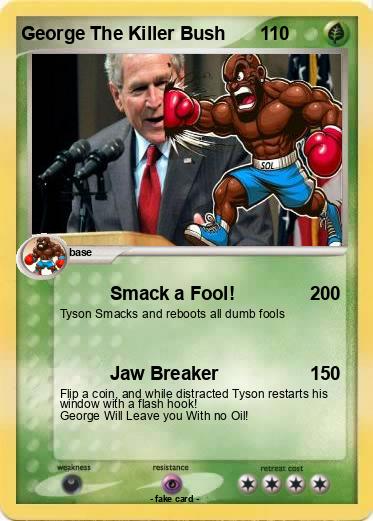 George The Killer Bush 110
SOL
base
Smack a Fool! 200
Tyson Smacks and reboots all dumb fools
Jaw Breaker 150
Flip a coin, and while distracted Tyson restarts his
window with a flash hook!
George Will Leave you With no Oil!
weakness resistance retreat cost
- fake card -